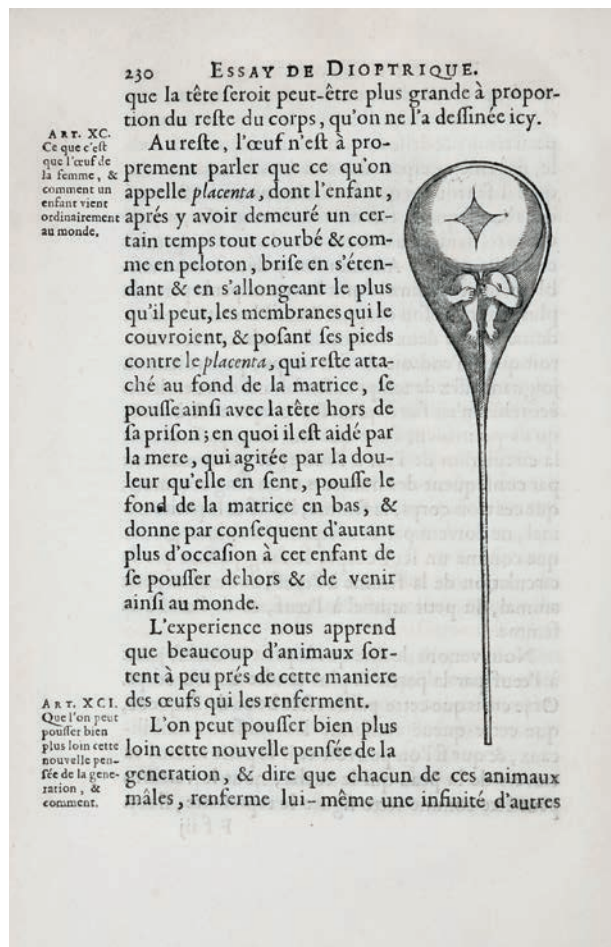 230 ESSAY DE DIOPTRIQUE.
que la tête ſeroit peut-être plus grande à propor-
tion du reſte du corps, qu'on ne l'a deſſinée icy.
ART. XC.
Ce que c'eſt
que l'œuf de
la femme, &
comment un
enfant vient
ordinairement
au monde.
Au reſte, l'œuf n'eſt à pro-
prement parler que ce qu'on
appelle placenta, dont l'enfant,
aprés y avoir demeuré un cer-
tain temps tout courbé & com-
me en peloton, briſe en s'éten-
dant & en s'allongeant le plus
qu'il peut, les membranes qui le
couvroient, & poſant ſes pieds
contre le placenta, qui reſte atta-
ché au fond de la matrice, ſe
pouſſe ainſi avec la tête hors de
ſa priſon; en quoi il eſt aidé par
la mere, qui agitée par la dou-
leur qu'elle en ſent, pouſſe le
fond de la matrice en bas, &
donne par conſequent d'autant
plus d'occaſion à cet enfant de
ſe pouſſer dehors & de venir
ainſi au monde.
L'experience nous apprend
que beaucoup d'animaux ſor-
tent à peu prés de cette maniere
des œufs qui les renferment.
ART. XCI.
Que l'on peut
pouſſer bien
plus loin cette
nouvelle pen-
ſée de la gene-
ration, &
comment.
L'on peut pouſſer bien plus
loin cette nouvelle penſée de la
generation, & dire que chacun de ces animaux
mâles, renferme lui-même une infinité d'autres